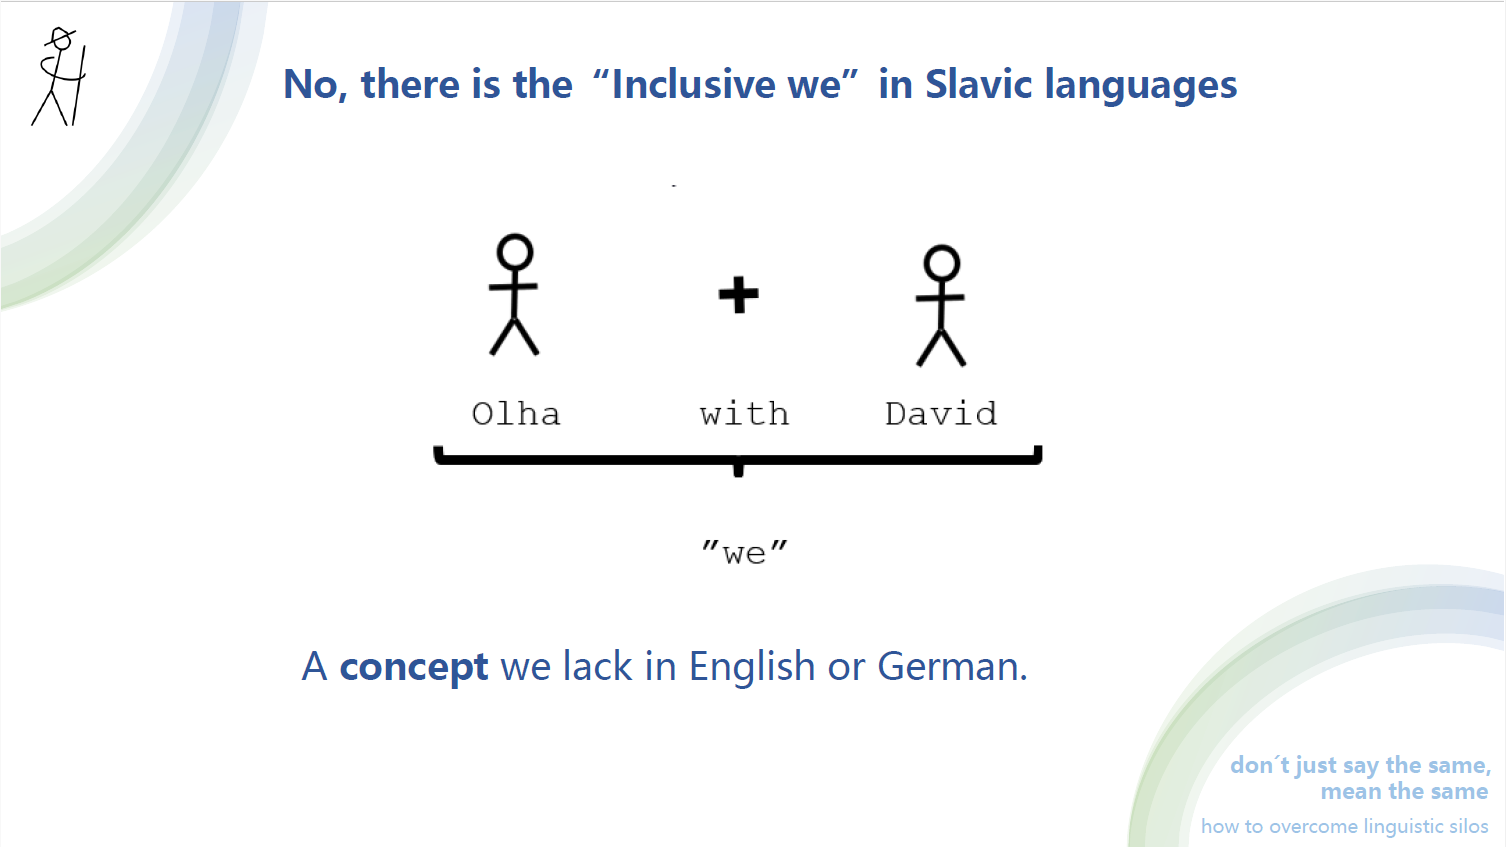 No, there is the “Inclusive we” in Slavic languages
Olha with David
”we”
A concept we lack in English or German.
don´t just say the same,
mean the same
how to overcome linguistic silos